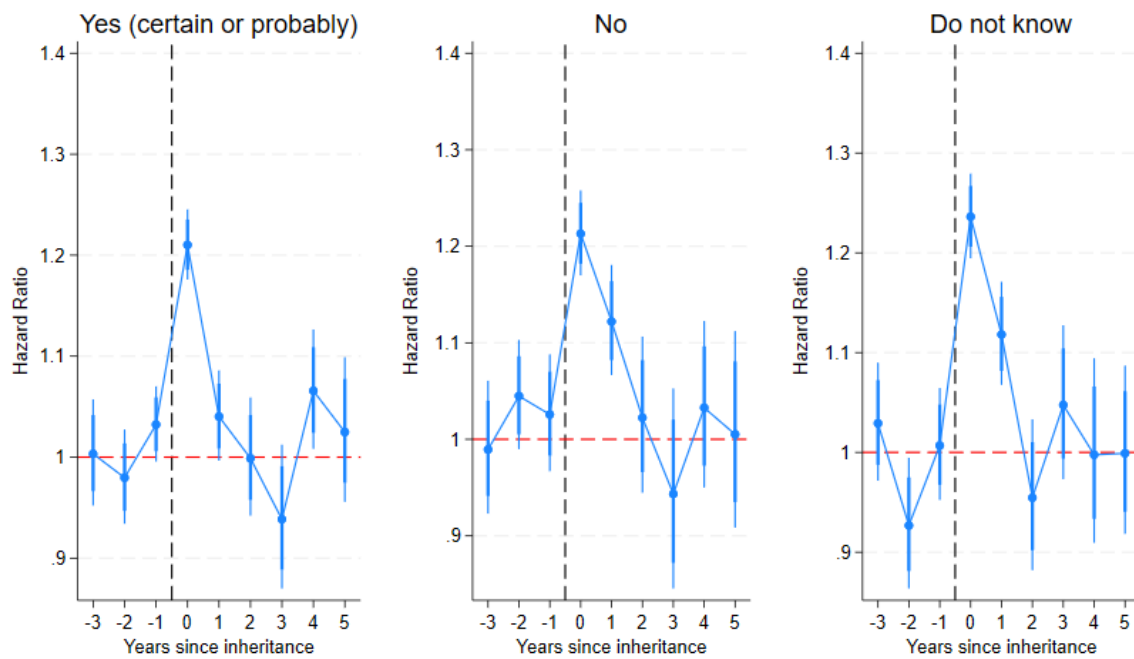 Yes (certain or probably)
1.4
1.3
1.2
1.1
1
.9
Hazard Ratio
-3 -2 -1 0 1 2 3 4 5
Years since inheritance
No
1.4
1.3
1.2
1.1
1
.9
Hazard Ratio
-3 -2 -1 0 1 2 3 4 5
Years since inheritance
Do not know
1.4
1.3
1.2
1.1
1
.9
Hazard Ratio
-3 -2 -1 0 1 2 3 4 5
Years since inheritance